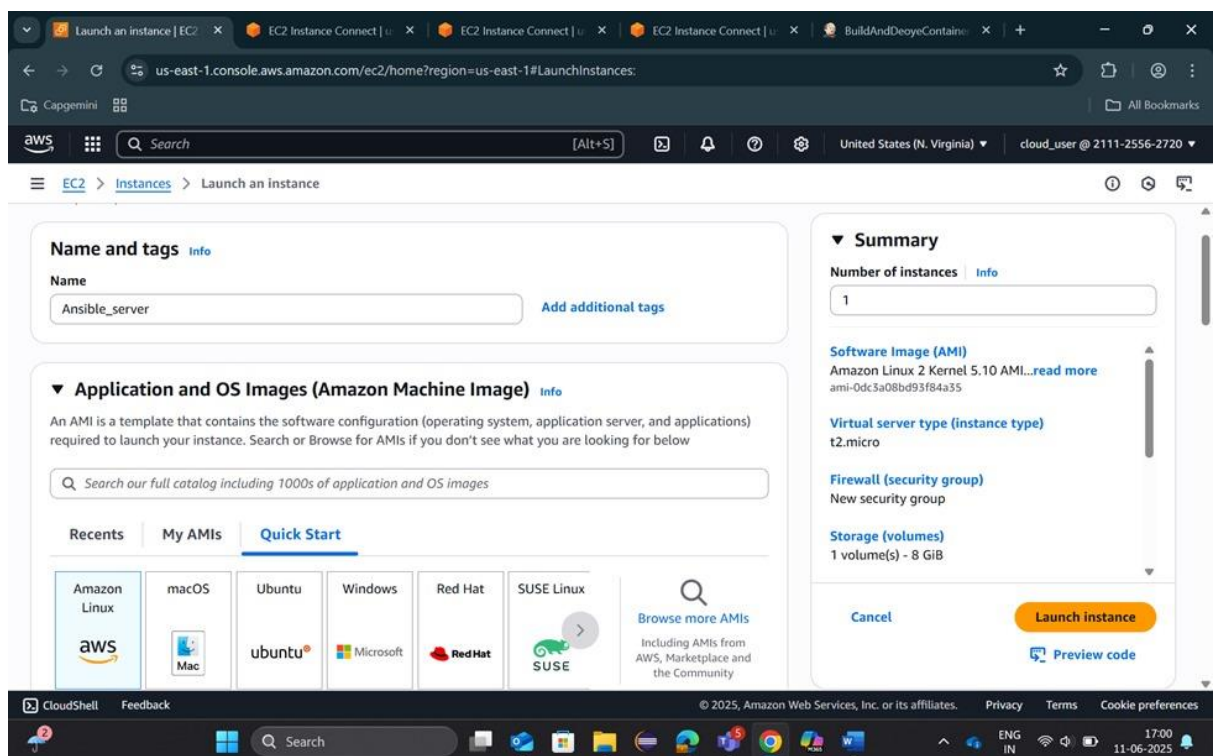 Launch an instance | EC2
EC2 Instance Connect | u
EC2 Instance Connect | u
EC2 Instance Connect | u
BuildAndDeoyeContaine
us-east-1.console.aws.amazon.com/ec2/home?region=us-east-1#LaunchInstances:
Capgemini
All Bookmarks
aws
Search
[Alt+S]
United States (N. Virginia)
cloud_user @ 2111-2556-2720
EC2 > Instances > Launch an instance
Name and tags Info
Name
Ansible_server
Add additional tags
Application and OS Images (Amazon Machine Image) Info
An AMI is a template that contains the software configuration (operating system, application server, and applications)
required to launch your instance. Search or Browse for AMIs if you don't see what you are looking for below
Search our full catalog including 1000s of application and OS images
Recents
My AMIs
Quick Start
Amazon
Linux
aws
macOS
Mac
Ubuntu
ubuntu®
Windows
Microsoft
Red Hat
Red Hat
SUSE Linux
SUSE
Browse more AMIs
Including AMIs from
AWS, Marketplace and
the Community
Summary
Number of instances Info
1
Software Image (AMI)
Amazon Linux 2 Kernel 5.10 AMI...read more
ami-0dc3a08bd93f84a35
Virtual server type (instance type)
t2.micro
Firewall (security group)
New security group
Storage (volumes)
1 volume(s) - 8 GiB
Cancel
Launch instance
Preview code
CloudShell
Feedback
© 2025, Amazon Web Services, Inc. or its affiliates.
Privacy
Terms
Cookie preferences
2
Search
5
ENG
IN
17:00
11-06-2025